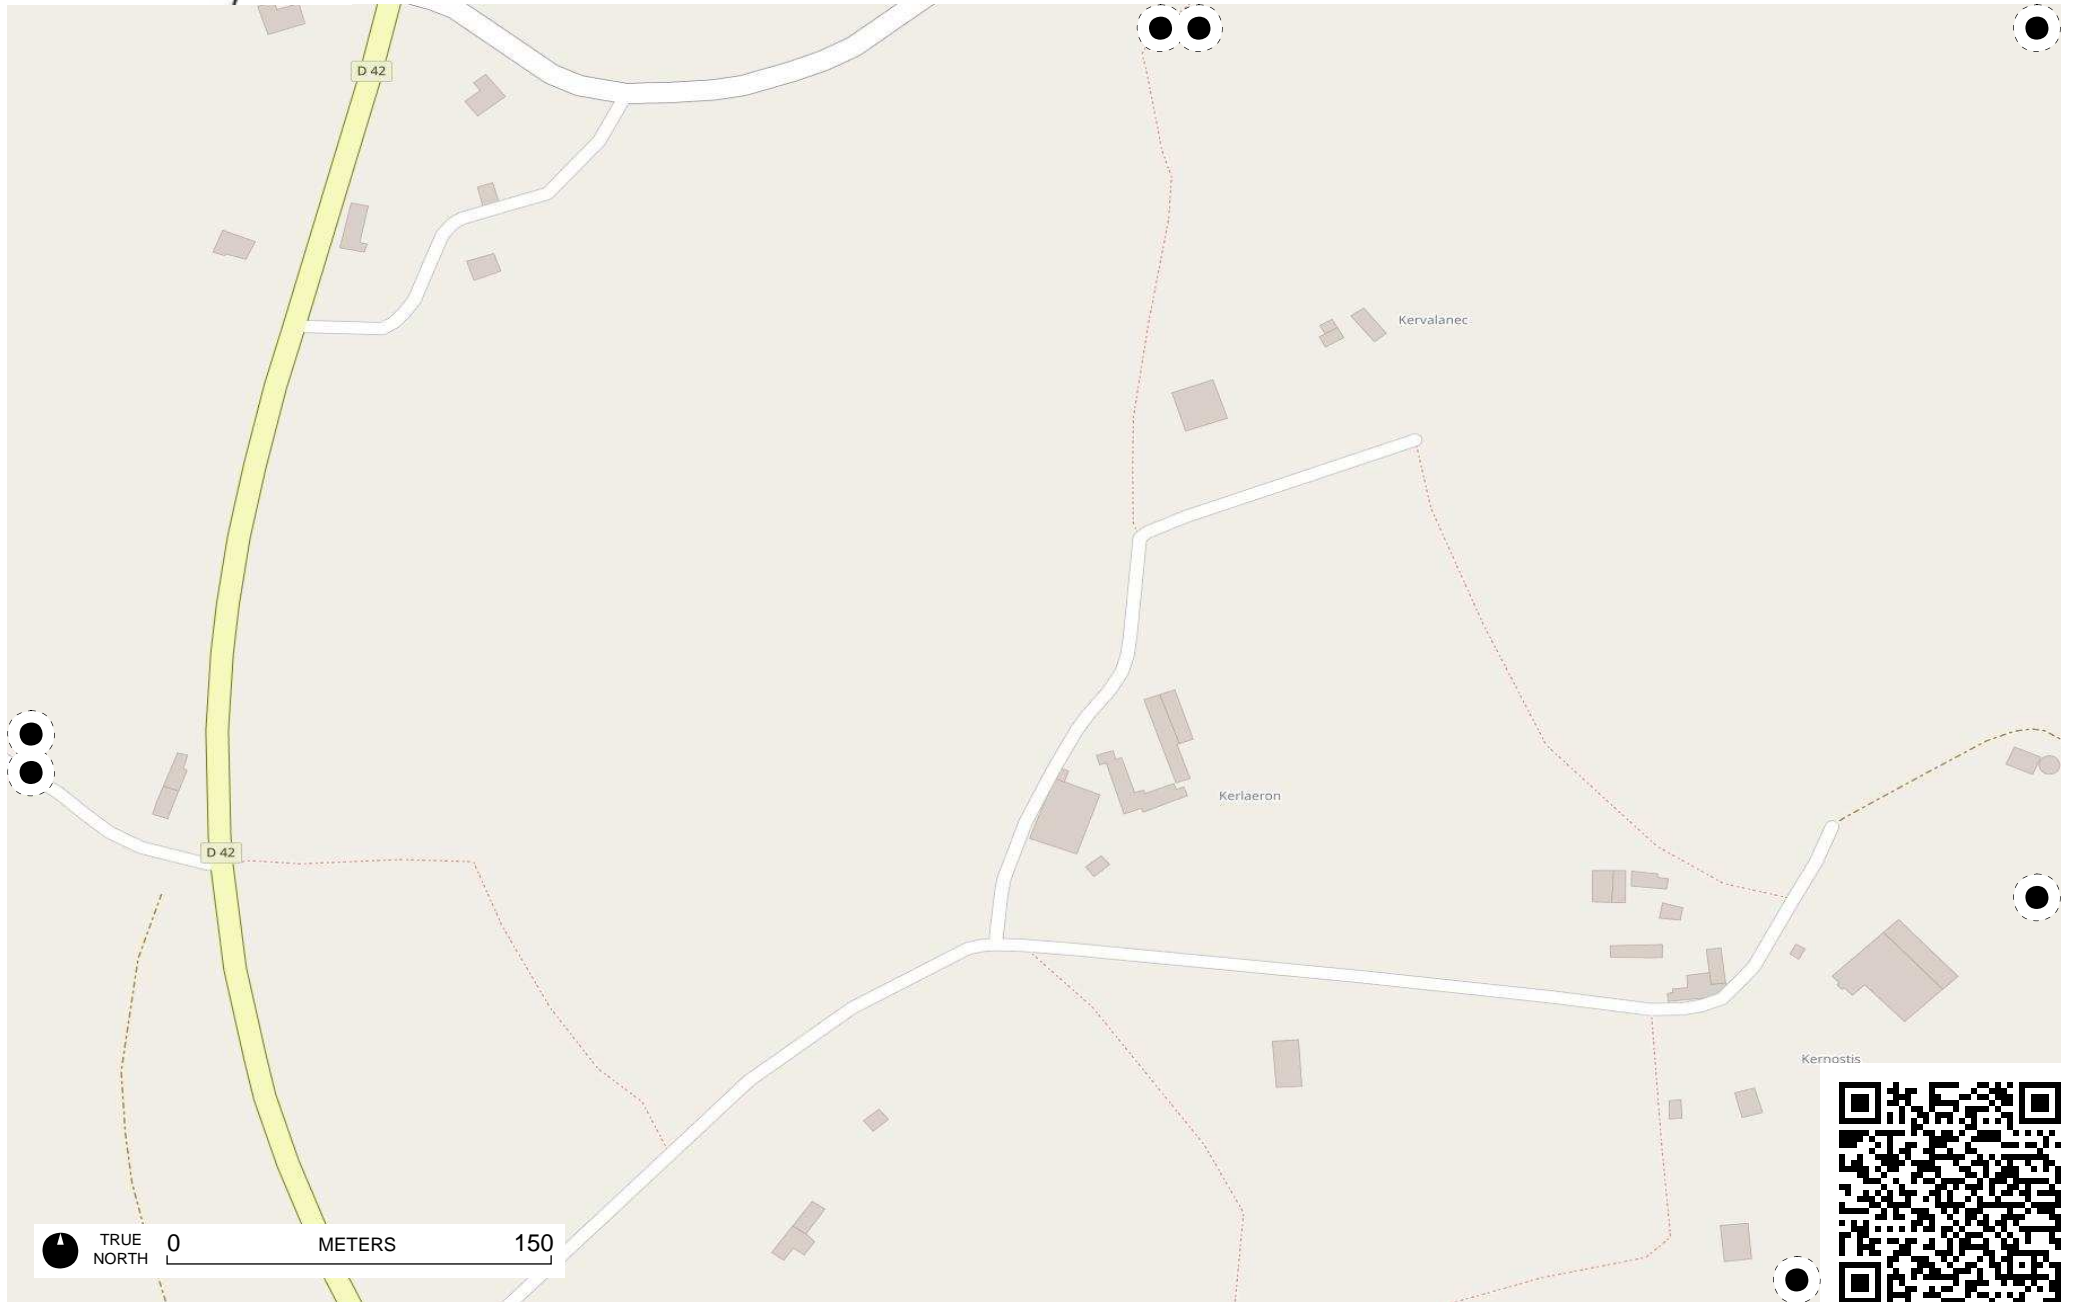 D 42
Kervalanec
Kerlaeron
D 42
Kernostis
TRUE
NORTH
0 METERS 150